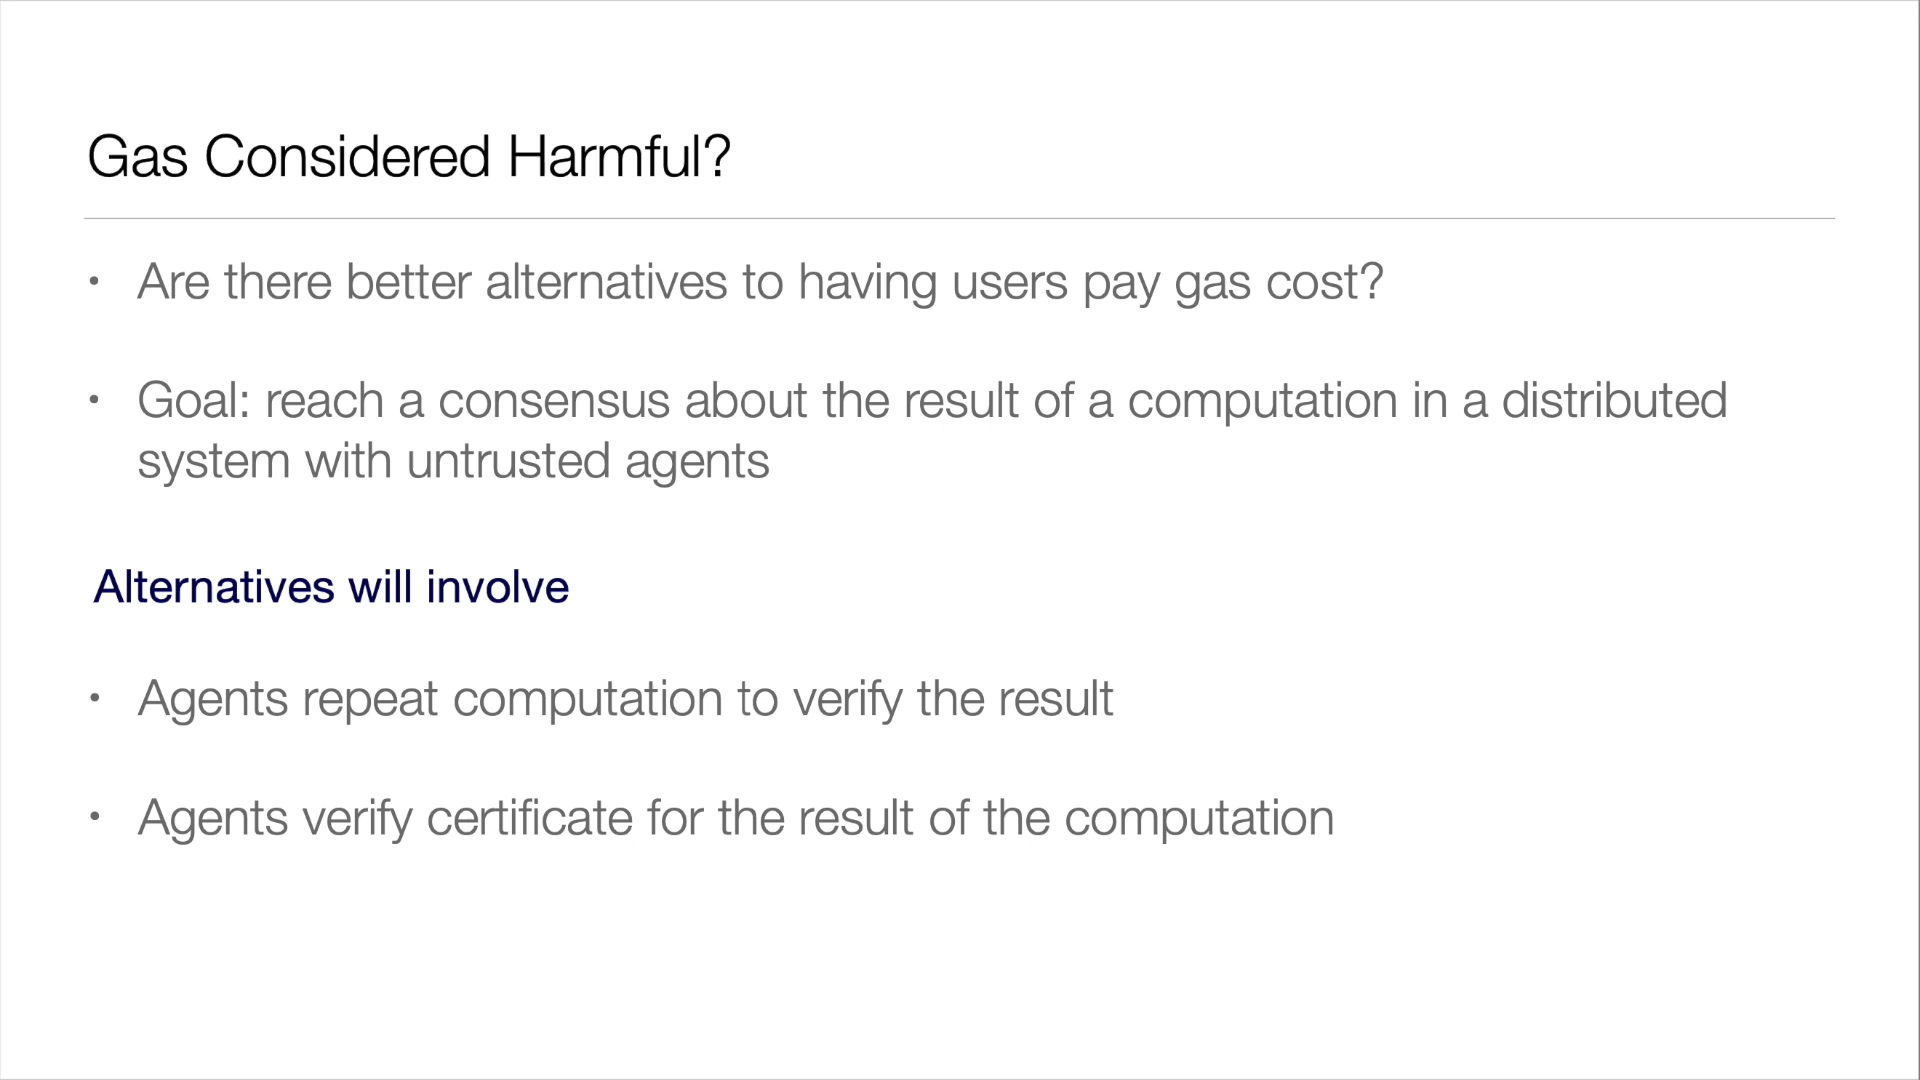 Gas Considered Harmful?
• Are there better alternatives to having users pay gas cost?
• Goal: reach a consensus about the result of a computation in a distributed
system with untrusted agents
Alternatives will involve
• Agents repeat computation to verify the result
• Agents verify certificate for the result of the computation